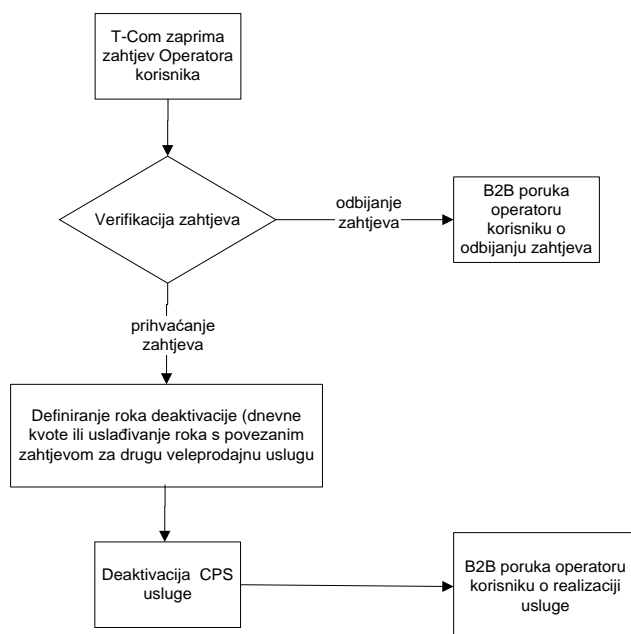 T-Com zaprima
zahtjev Operatora
korisnika
Verifikacija zahtjeva
odbijanje
zahtjeva
B2B poruka
operatoru
korisniku o
odbijanju zahtjeva
prihvaćanje
zahtjeva
Definiranje roka deaktivacije (dnevne
kvote ili uslađivanje roka s povezanim
zahtjevom za drugu veleprodajnu uslugu
Deaktivacija CPS
usluge
B2B poruka operatoru
korisniku o realizaciji
usluge